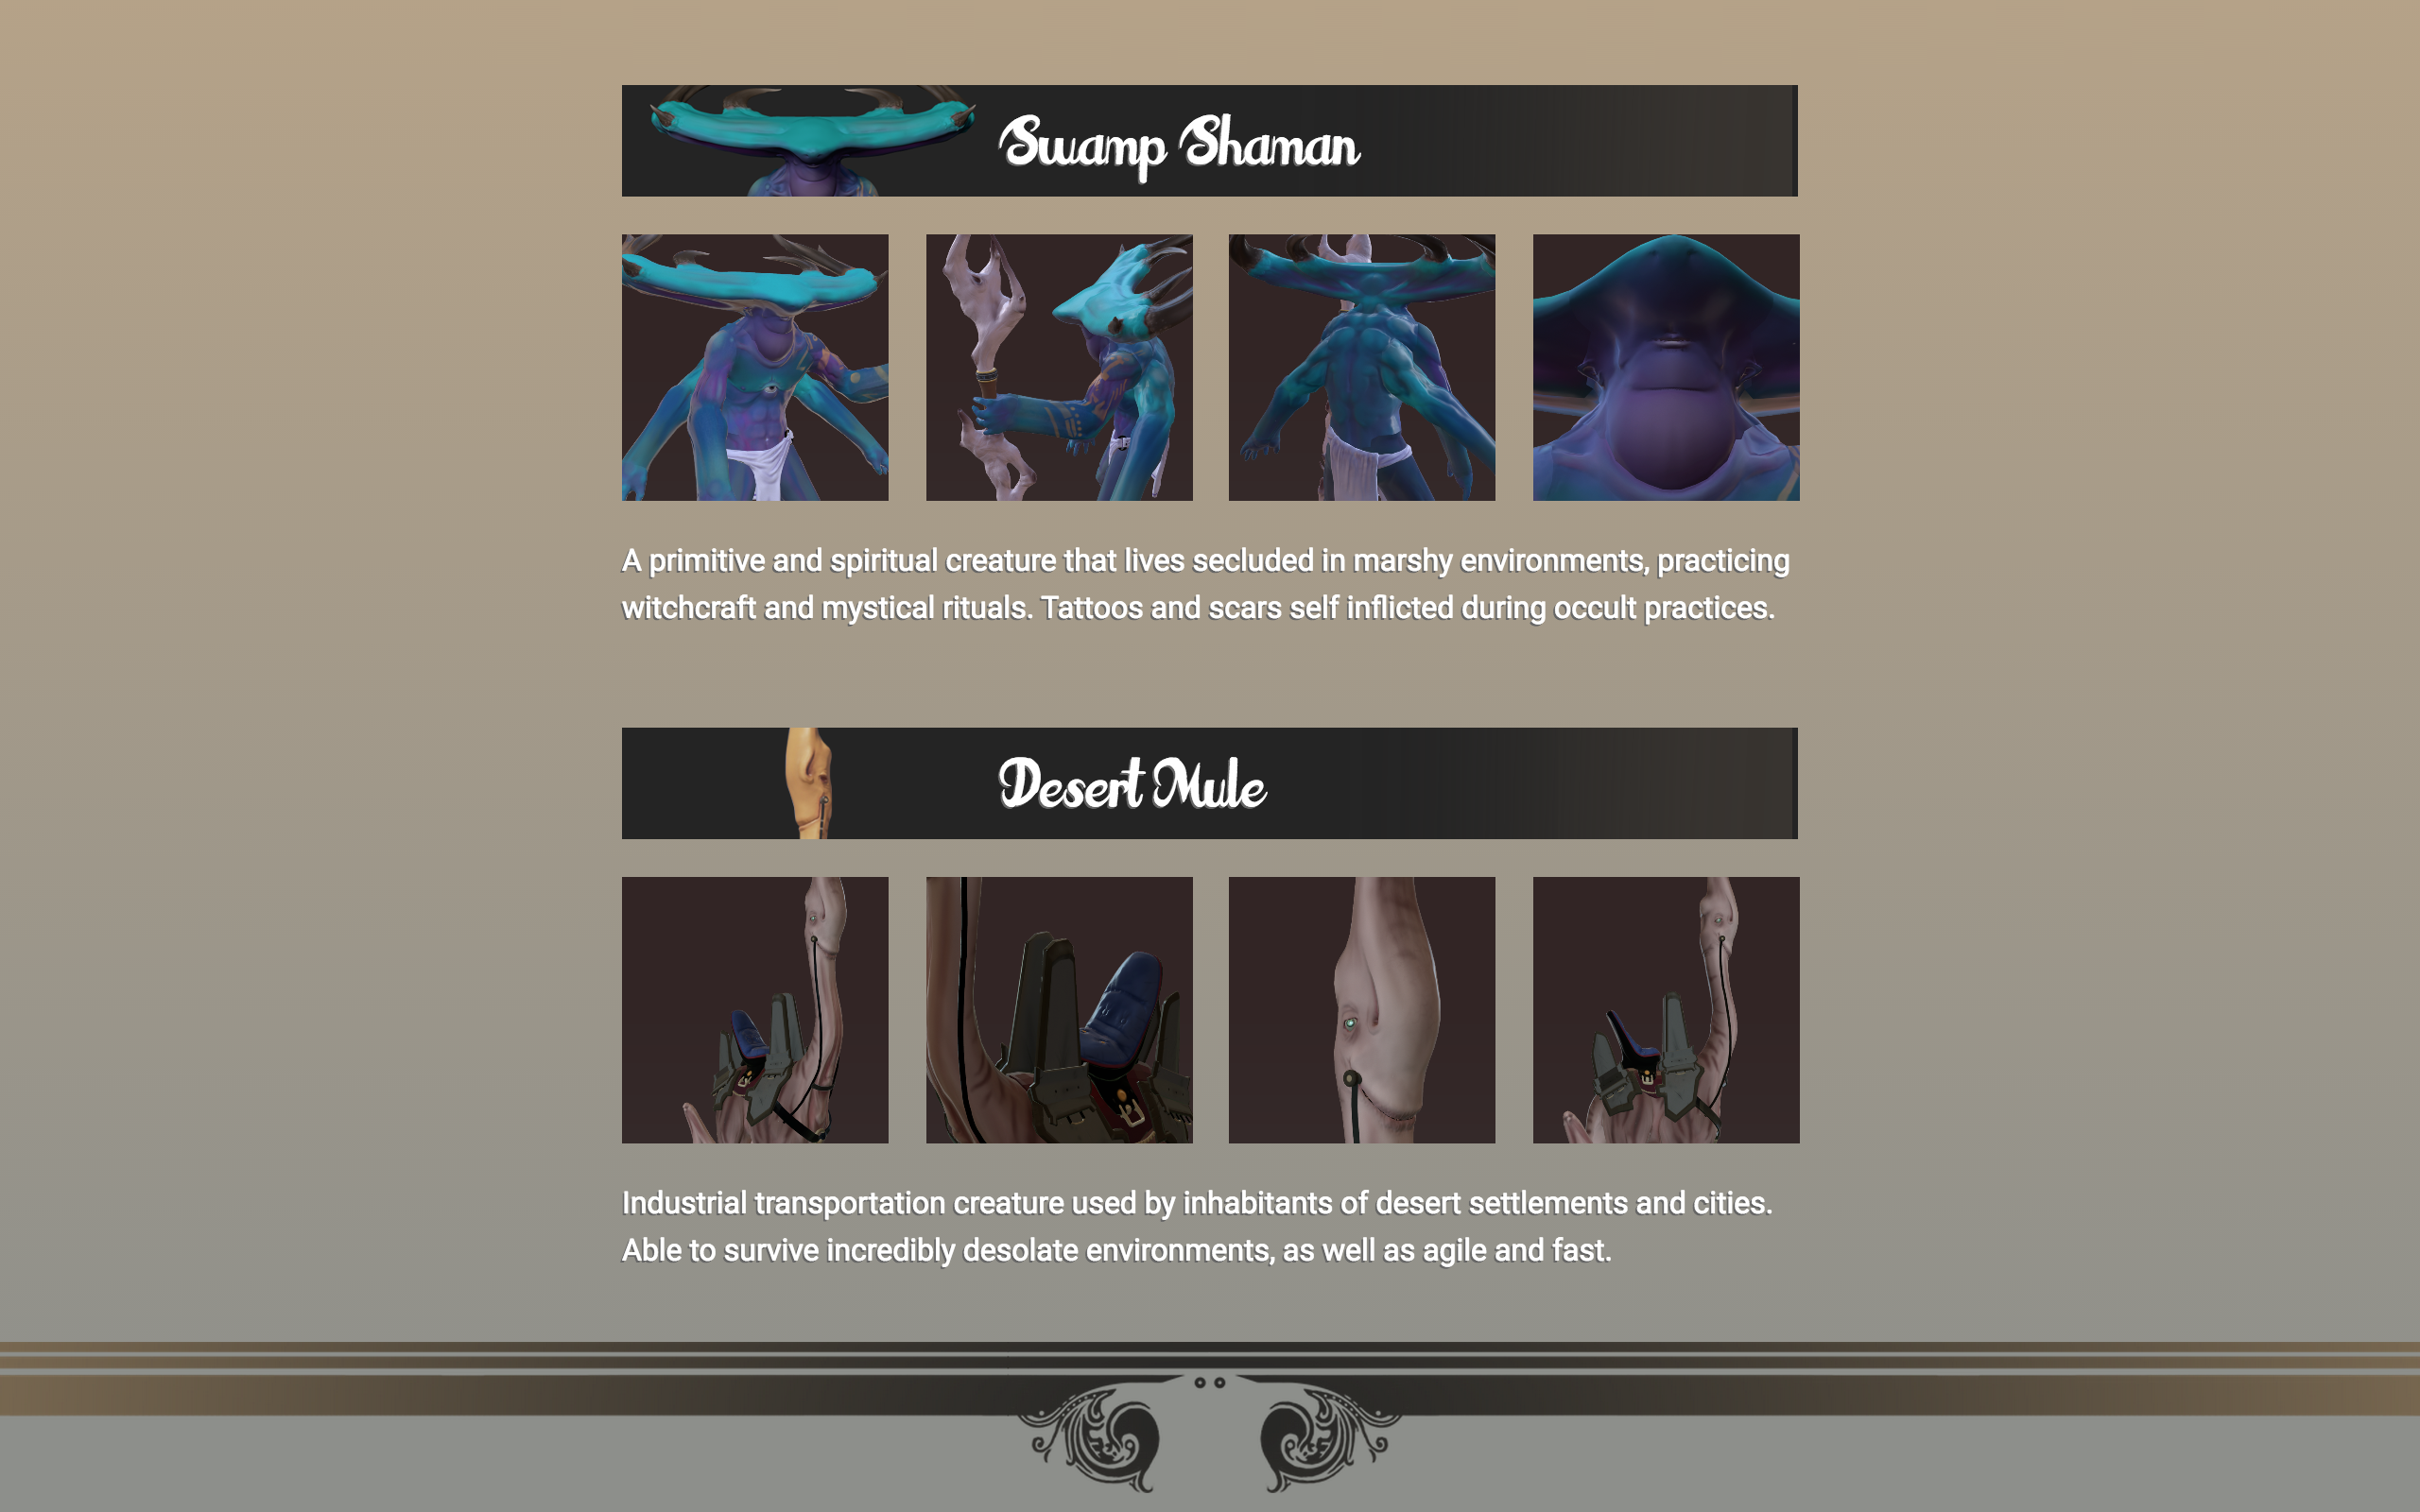 Swamp Shaman
A primitive and spiritual creature that lives secluded in marshy environments, practicing
witchcraft and mystical rituals. Tattoos and scars self inflicted during occult practices.
Desert Mule
Industrial transportation creature used by inhabitants of desert settlements and cities.
Able to survive incredibly desolate environments, as well as agile and fast.